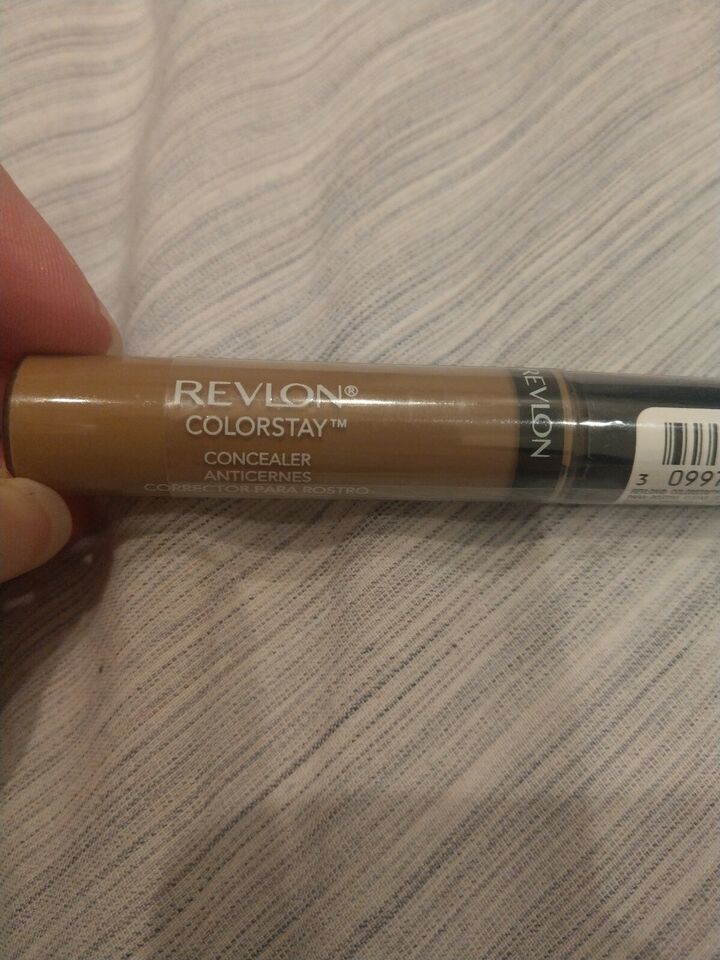 REVLON®
COLORSTAY™
CONCEALER
ANTICERNES
CORRECTOR PARA ROSTRO
REVLON
3 0997